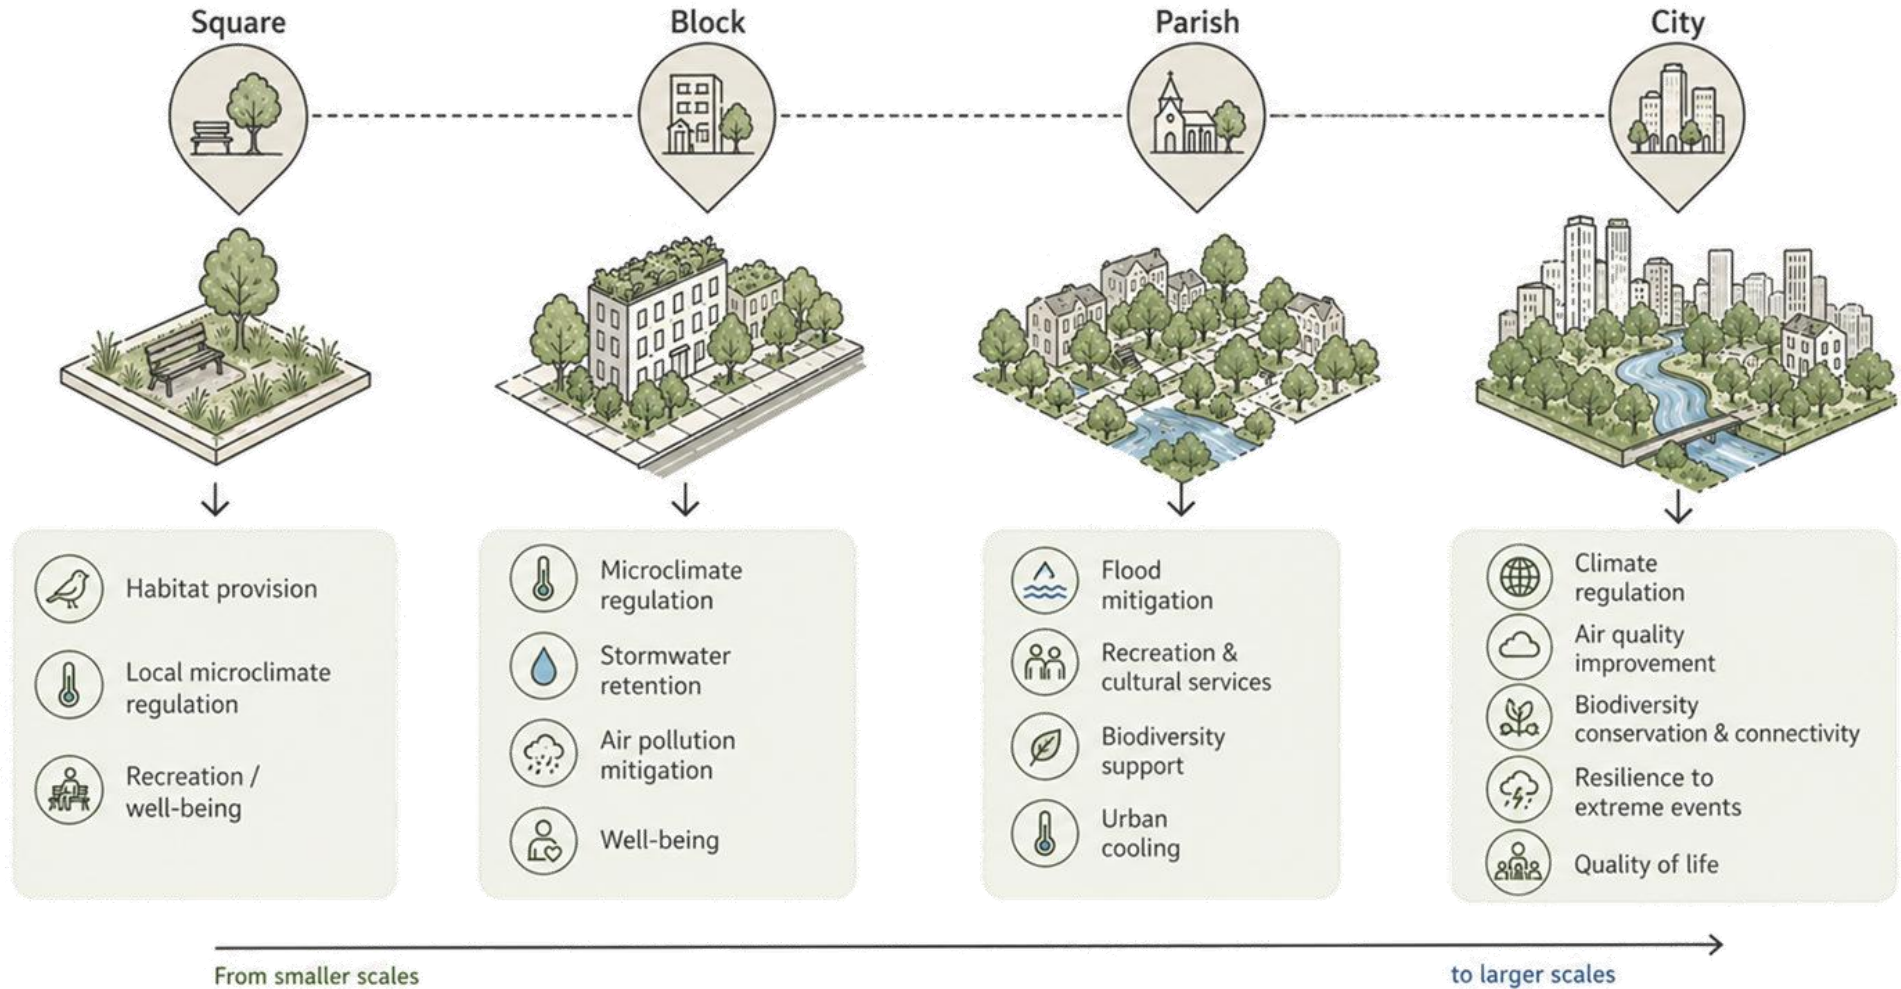 Square
Block
Parish
City
Habitat provision
Local microclimate
regulation
Recreation /
well-being
Microclimate
regulation
Stormwater
retention
Air pollution
mitigation
Well-being
Flood
mitigation
Recreation &
cultural services
Biodiversity
support
Urban
cooling
Climate
regulation
Air quality
improvement
Biodiversity
conservation & connectivity
Resilience to
extreme events
Quality of life
From smaller scales
to larger scales